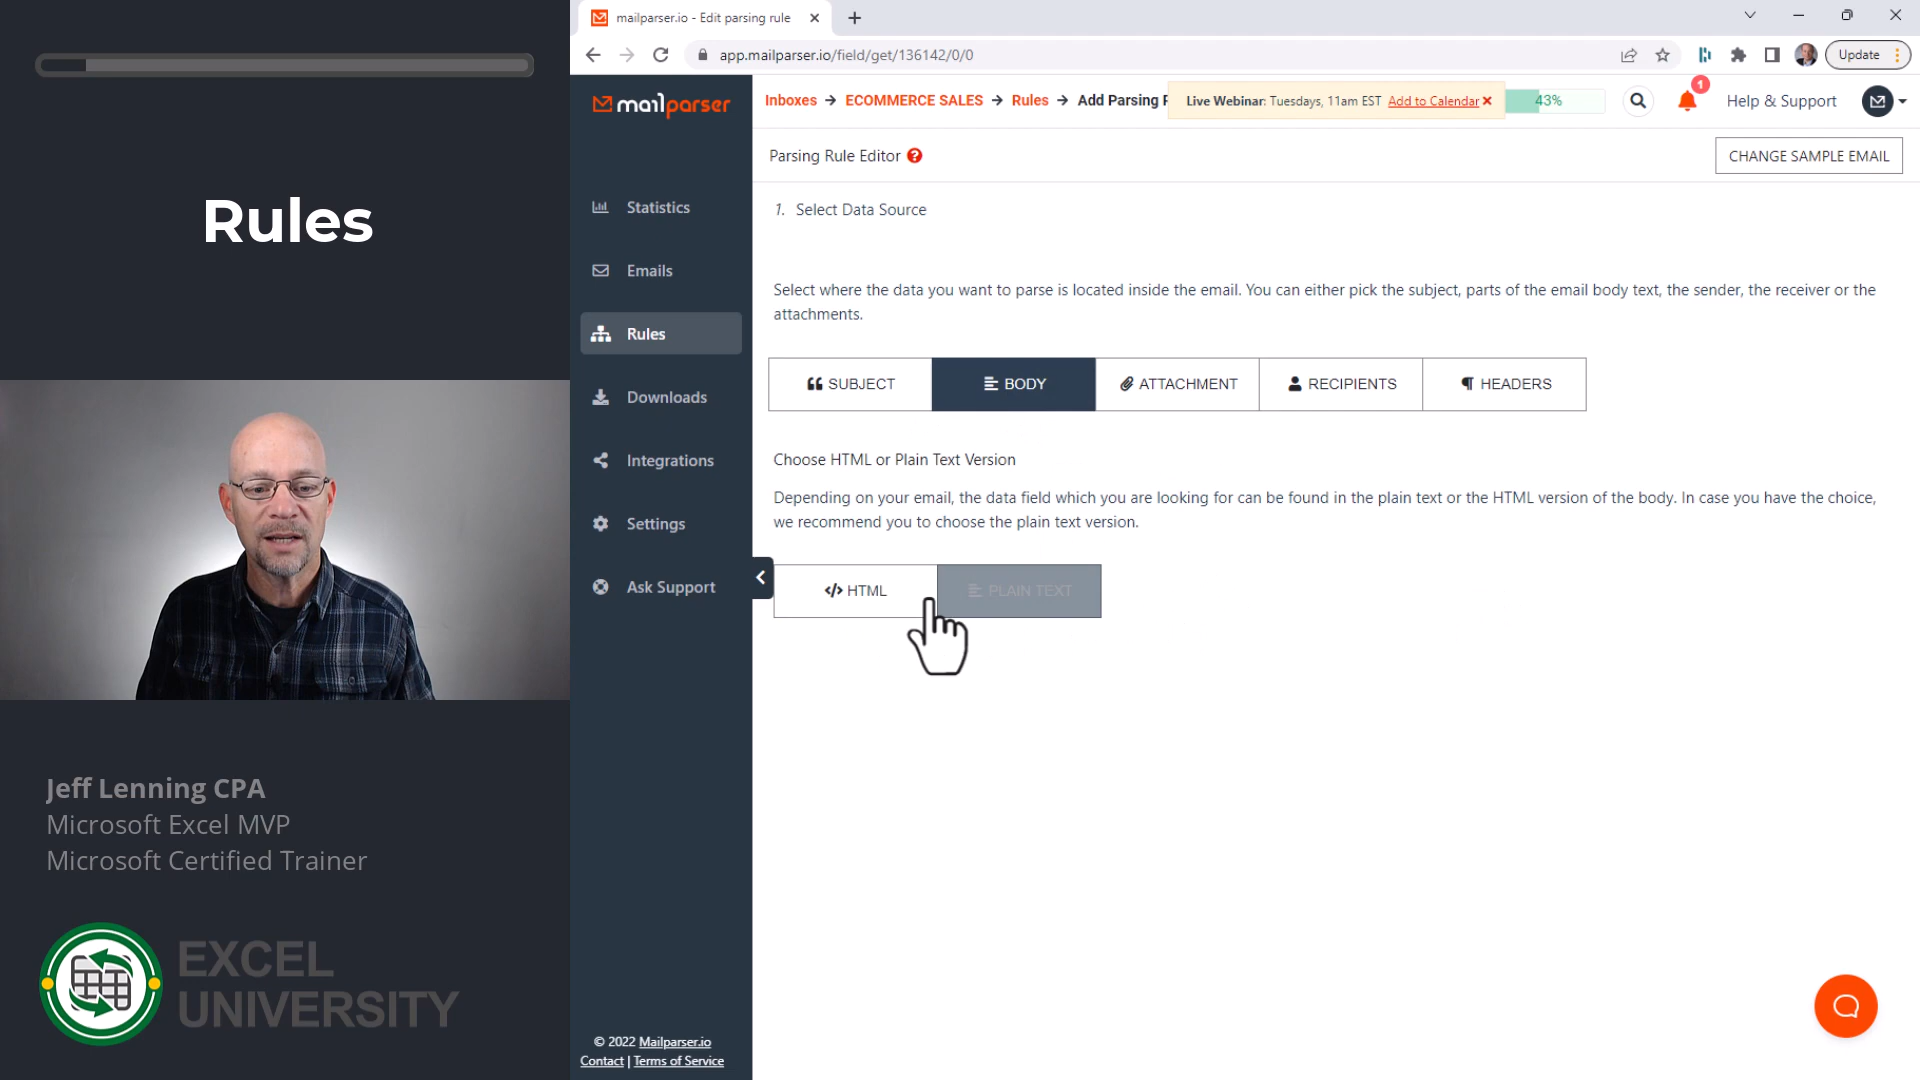 Rules
Jeff Lenning CPA
Microsoft Excel MVP
Microsoft Certified Trainer
EXCEL
UNIVERSITY
mailparser.io - Edit parsing rule
app.mailparser.io/field/get/136142/0/0
Update
mailparser
Statistics
Emails
Rules
Downloads
Integrations
Settings
Ask Support
© 2022 Mailparser.io
Contact | Terms of Service
Inboxes → ECOMMERCE SALES → Rules → Add Parsing
Live Webinar: Tuesdays, 11am EST Add to Calendar ×
43%
1
Help & Support
Parsing Rule Editor ?
CHANGE SAMPLE EMAIL
1. Select Data Source
Select where the data you want to parse is located inside the email. You can either pick the subject, parts of the email body text, the sender, the receiver or the
attachments.
SUBJECT
BODY
ATTACHMENT
RECIPIENTS
HEADERS
Choose HTML or Plain Text Version
Depending on your email, the data field which you are looking for can be found in the plain text or the HTML version of the body. In case you have the choice,
we recommend you to choose the plain text version.
</> HTML
PLAIN TEXT